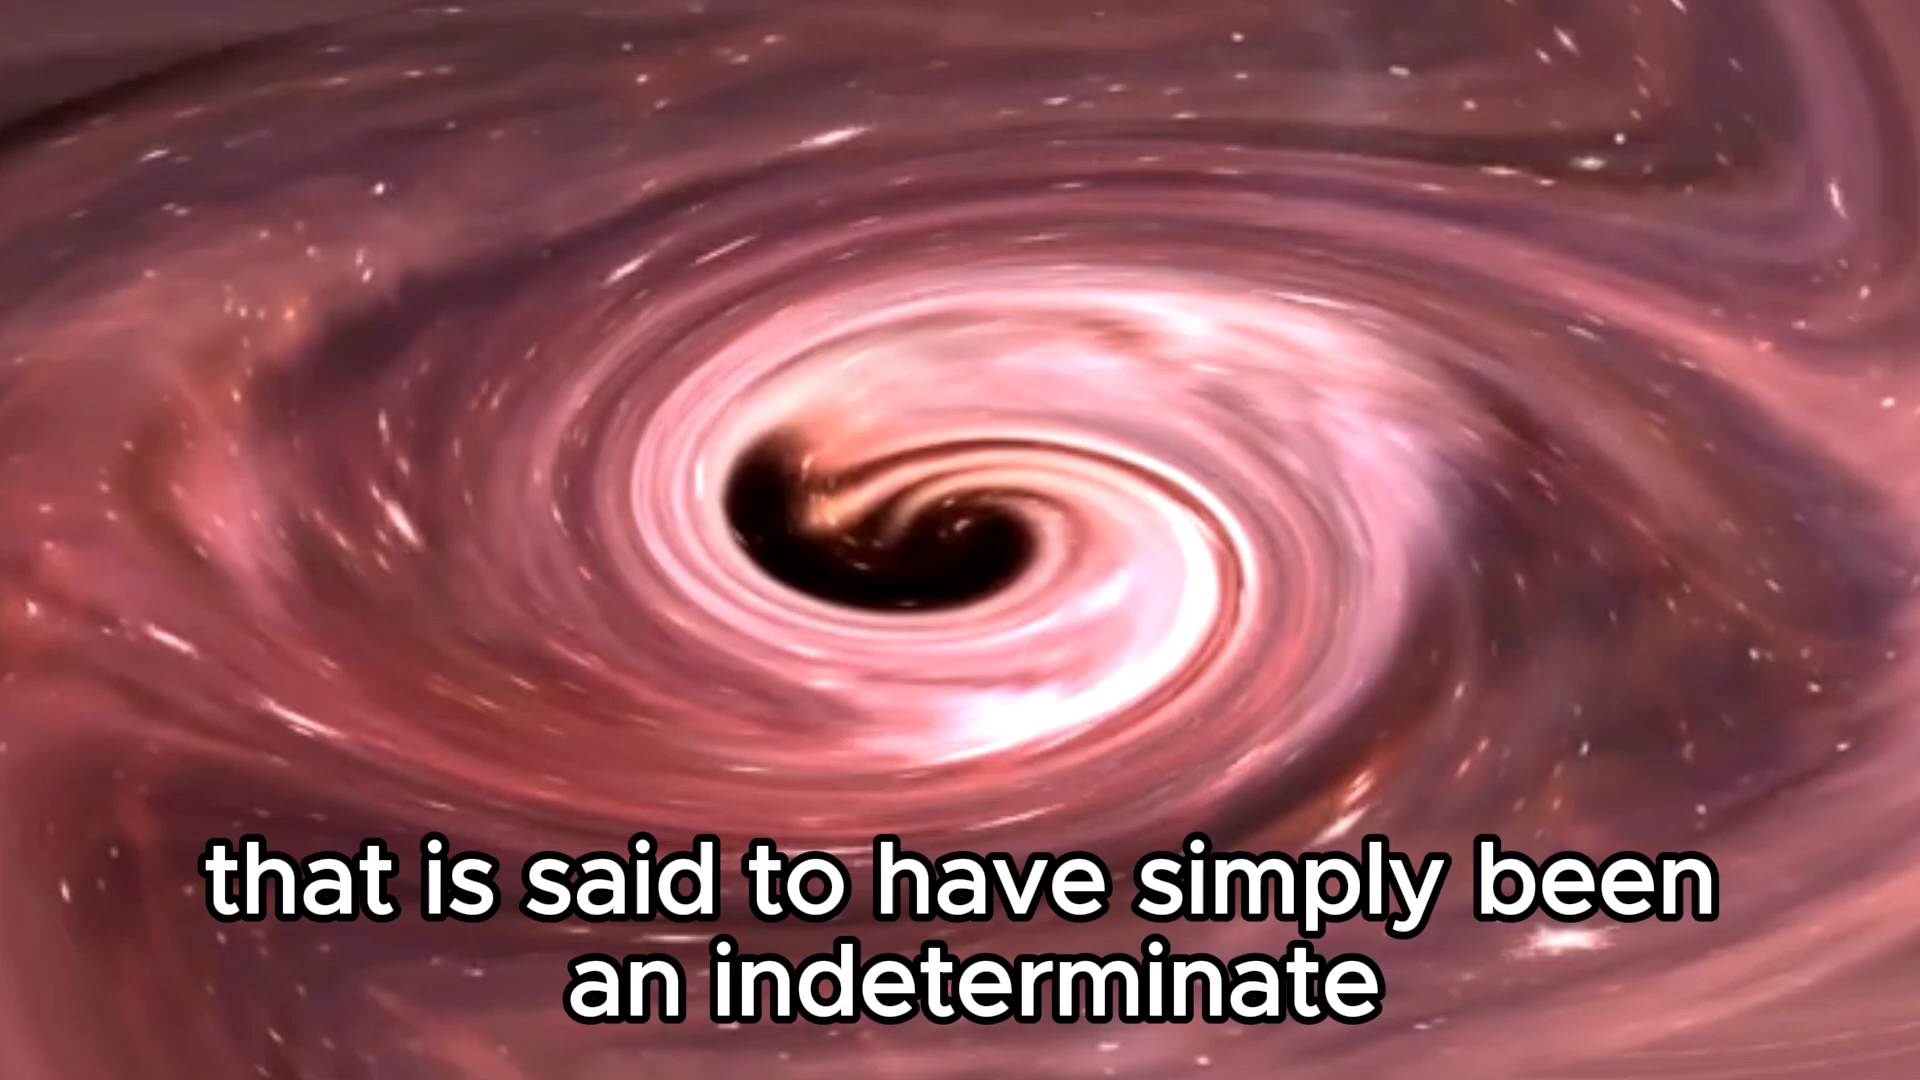 that is said to have simply been
an indeterminate